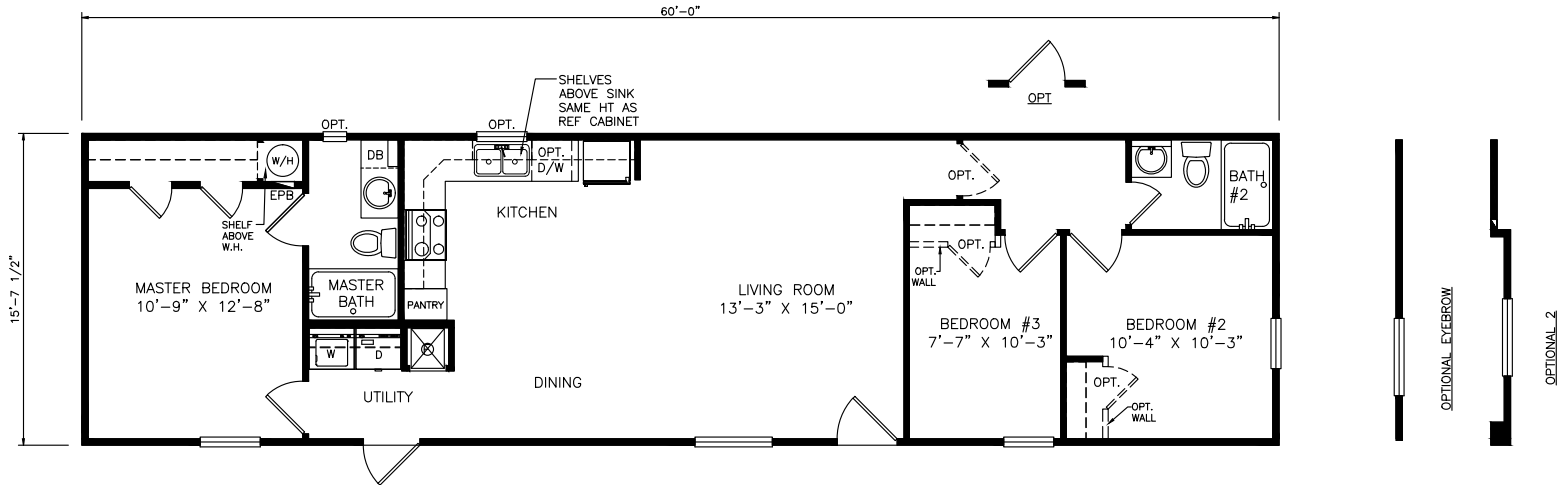 60'-0"
OPT
SHELVES
ABOVE SINK
SAME HT AS
REF CABINET
OPT.
OPT.
15'-7 1/2"
W/H
EPB
SHELF
ABOVE
W.H.
DB
OPT.
D/W
KITCHEN
OPT.
BATH
#2
MASTER BEDROOM
10'-9" X 12'-8"
MASTER
BATH
PANTRY
LIVING ROOM
13'-3" X 15'-0"
OPT.
OPT.
WALL
BEDROOM #3
7'-7" X 10'-3"
BEDROOM #2
10'-4" X 10'-3"
W
D
UTILITY
DINING
OPT.
OPT.
WALL
OPTIONAL EYEBROW
OPTIONAL 2